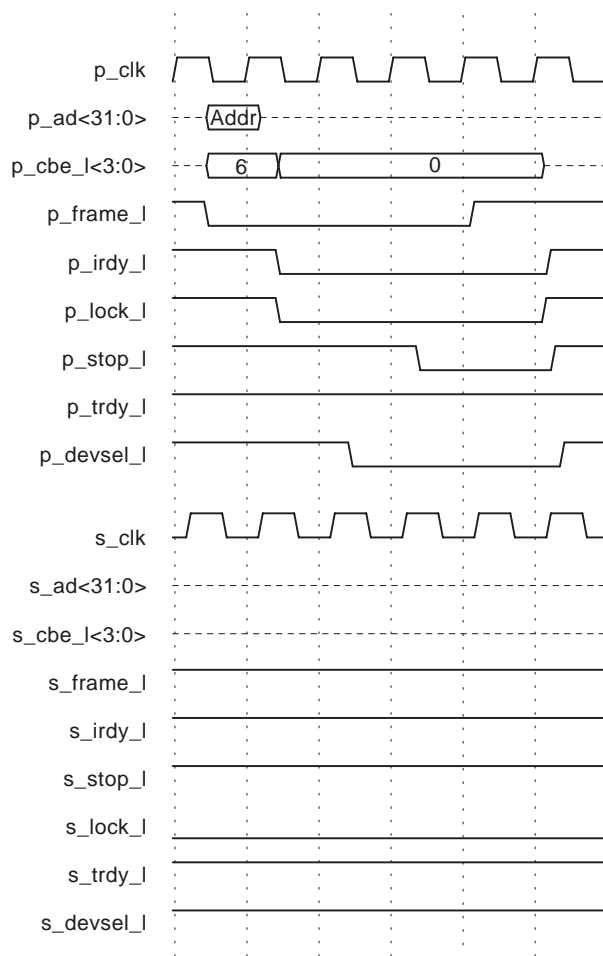 p_clk
p_ad<31:0> Addr
p_cbe_l<3:0> 6 0
p_frame_l
p_irdy_l
p_lock_l
p_stop_l
p_trdy_l
p_devsel_l
s_clk
s_ad<31:0>
s_cbe_l<3:0>
s_frame_l
s_irdy_l
s_stop_l
s_lock_l
s_trdy_l
s_devsel_l